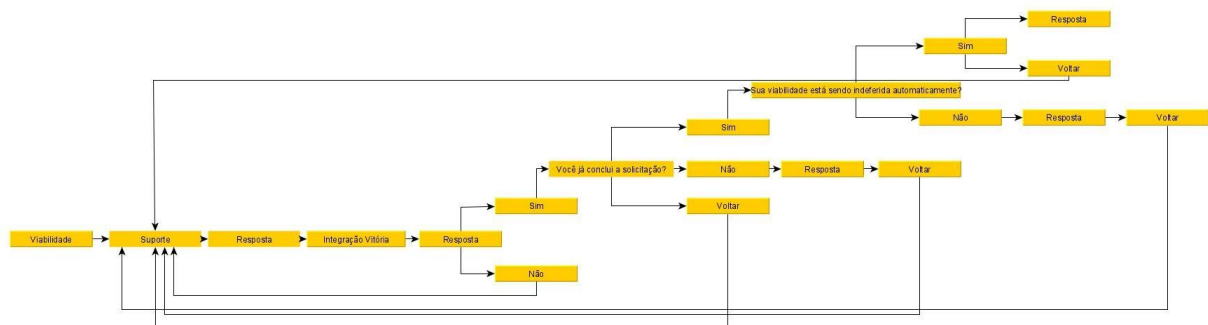 Resposta
Sim
Voltar
Sua viabilidade está sendo indeferida automaticamente?
Não
Resposta
Voltar
Sim
Você já conclui a solicitação?
Não
Resposta
Voltar
Sim
Voltar
Viabilidade
Suporte
Resposta
Integração Vitória
Resposta
Não